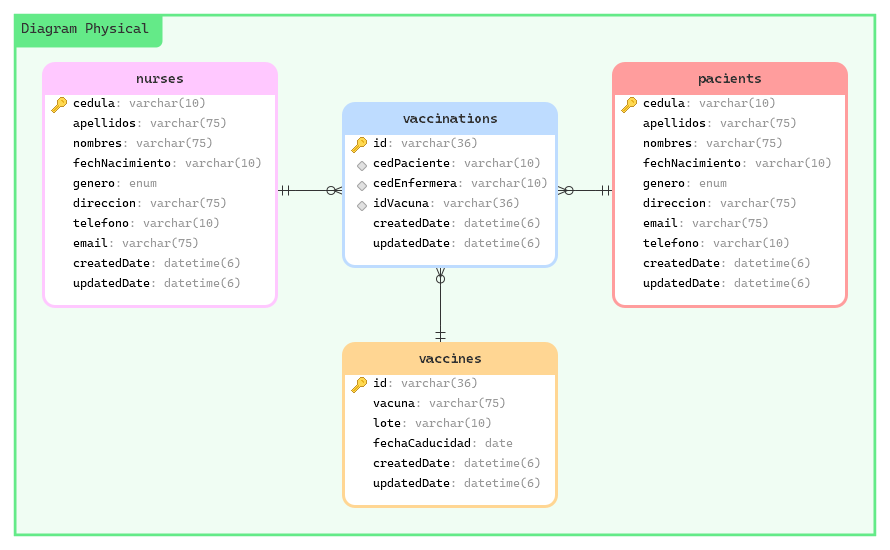 Diagram Physical
nurses
cedula: varchar(10)
apellidos: varchar(75)
nombres: varchar(75)
fechNacimiento: varchar(10)
genero: enum
direccion: varchar(75)
telefono: varchar(10)
email: varchar(75)
createdDate: datetime(6)
updatedDate: datetime(6)
vaccinations
id: varchar(36)
cedPaciente: varchar(10)
cedEnfermera: varchar(10)
idVacuna: varchar(36)
createdDate: datetime(6)
updatedDate: datetime(6)
pacients
cedula: varchar(10)
apellidos: varchar(75)
nombres: varchar(75)
fechNacimiento: varchar(10)
genero: enum
direccion: varchar(75)
email: varchar(75)
telefono: varchar(10)
createdDate: datetime(6)
updatedDate: datetime(6)
vaccines
id: varchar(36)
vacuna: varchar(75)
lote: varchar(10)
fechaCaducidad: date
createdDate: datetime(6)
updatedDate: datetime(6)